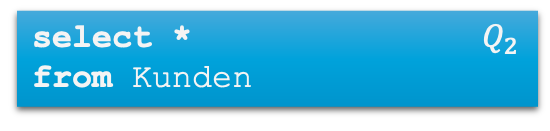 select * Q₂
from Kunden